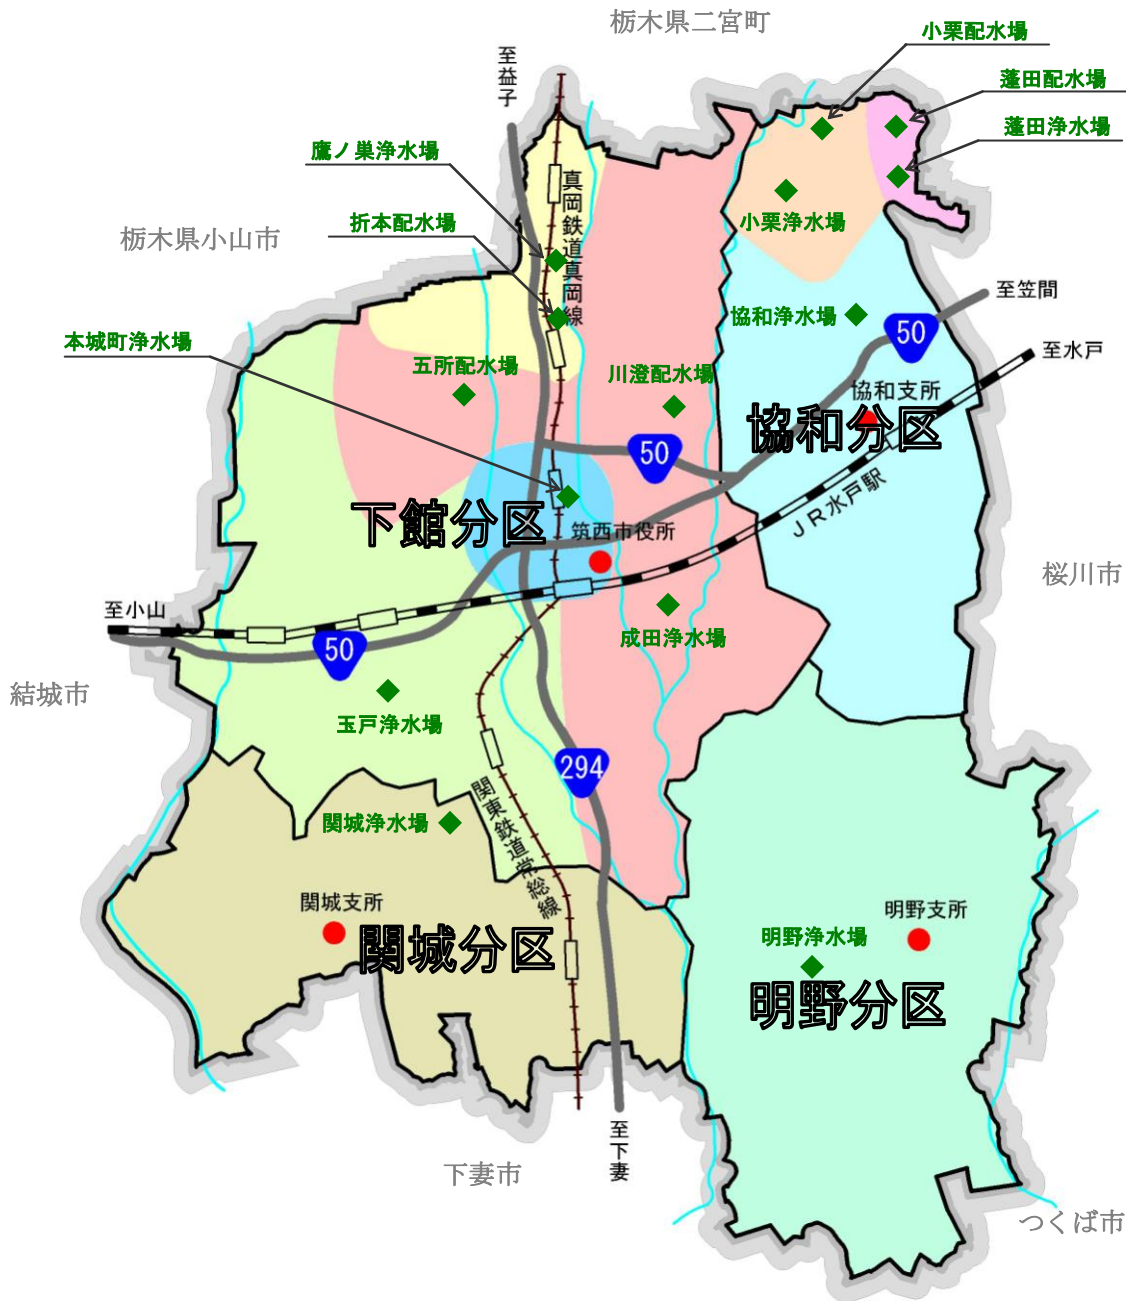 栃木県二宮町
小栗配水場
至益子
蓬田配水場
蓬田浄水場
鷹ノ巣浄水場
真岡鉄道真岡線
折本配水場
小栗浄水場
栃木県小山市
至笠間
協和浄水場
50
本城町浄水場
至水戸
五所配水場
川澄配水場
協和支所
協和分区
50
下館分区
筑西市役所
JR水戸駅
桜川市
至小山
成田浄水場
50
結城市
玉戸浄水場
294
関東鉄道常総線
関城浄水場
関城支所
明野支所
明野浄水場
関城分区
明野分区
至下妻
下妻市
つくば市